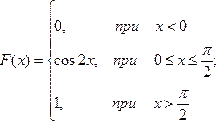 0, при x < 0
F(x) = cos 2x, при 0 ≤ x ≤ π/2;
1, при x > π/2